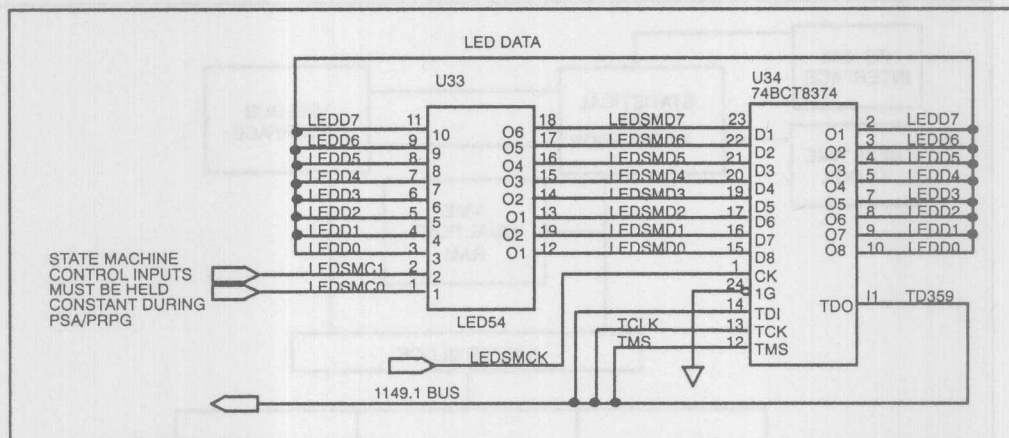 LED DATA
U33
U34
74BCT8374
LEDD7 11 10 O6 18 LEDSMD7 23 D1 O1 2 LEDD7
LEDD6 9 9 O5 17 LEDSMD6 22 D2 O2 3 LEDD6
LEDD5 8 8 O4 16 LEDSMD5 21 D3 O3 4 LEDD5
LEDD4 7 7 O3 15 LEDSMD4 20 D4 O4 5 LEDD4
LEDD3 6 6 O2 14 LEDSMD3 19 D5 O5 7 LEDD3
LEDD2 5 5 O1 13 LEDSMD2 17 D6 O6 8 LEDD2
LEDD1 4 4 O2 19 LEDSMD1 16 D7 O7 9 LEDD1
LEDD0 3 3 O1 12 LEDSMD0 15 D8 O8 10 LEDD0
STATE MACHINE
CONTROL INPUTS
MUST BE HELD
CONSTANT DURING
PSA/PRPG
LEDSMC1 2 2
LEDSMC0 1 1
LED54
1 CK
24 1G
14 TDI
TCLK 13 TCK
TMS 12 TMS
TDO I1 TD359
LEDSMCK
1149.1 BUS